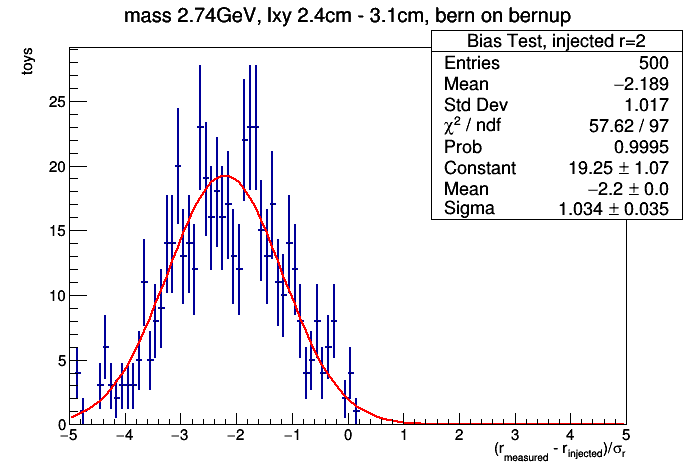 mass 2.74GeV, lxy 2.4cm - 3.1cm, bern on bernup
Bias Test, injected r=2
Entries 500
Mean −2.189
Std Dev 1.017
χ² / ndf 57.62 / 97
Prob 0.9995
Constant 19.25 ± 1.07
Mean −2.2 ± 0.0
Sigma 1.034 ± 0.035
toys
25
20
15
10
5
0
−5 −4 −3 −2 −1 0 1 2 3 4 5
(r_measured - r_injected)/σ_r